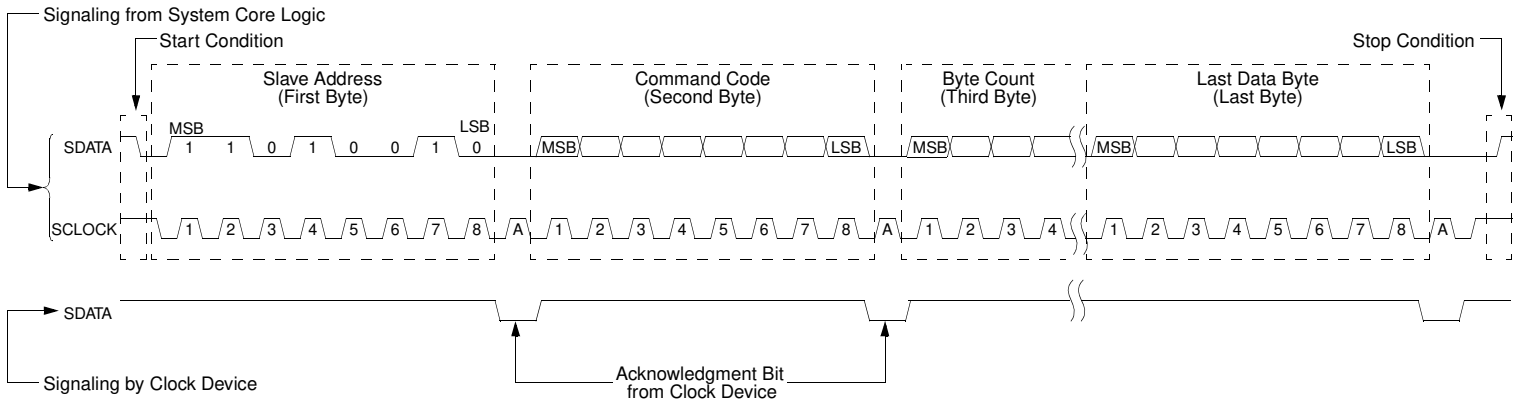 Signaling from System Core Logic
Start Condition
Stop Condition
Slave Address
(First Byte)
Command Code
(Second Byte)
Byte Count
(Third Byte)
Last Data Byte
(Last Byte)
MSB LSB
SDATA 1 1 0 1 0 0 1 0 MSB LSB MSB MSB LSB
SCLOCK 1 2 3 4 5 6 7 8 A 1 2 3 4 5 6 7 8 A 1 2 3 4 1 2 3 4 5 6 7 8 A
SDATA
Signaling by Clock Device
Acknowledgment Bit
from Clock Device